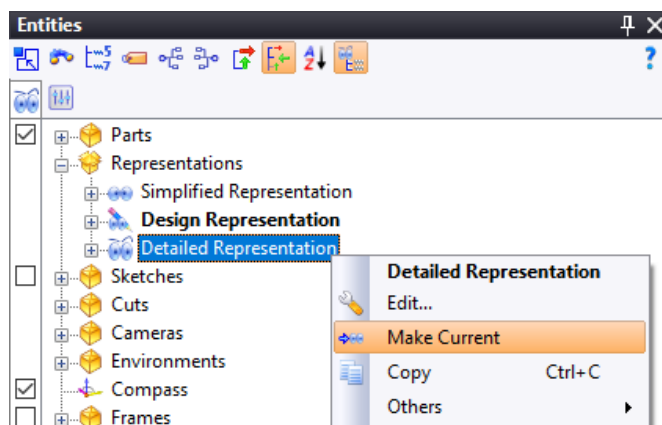 Entities
?
Parts
Representations
Simplified Representation
Design Representation
Detailed Representation
Sketches
Detailed Representation
Cuts
Edit...
Cameras
Make Current
Environments
Copy Ctrl+C
Compass
Others
Frames